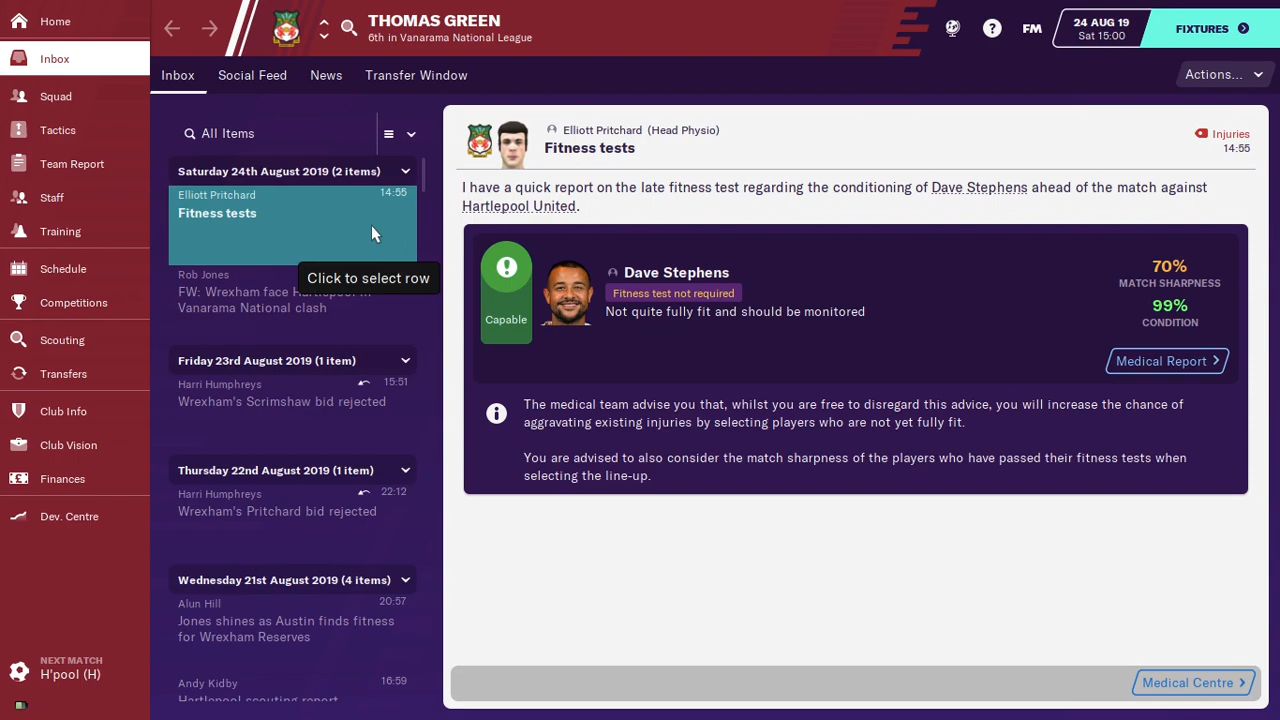 Home
Inbox
Squad
Tactics
Team Report
Staff
Training
Schedule
Competitions
Scouting
Transfers
Club Info
Club Vision
Finances
Dev. Centre
NEXT MATCH
H'pool (H)
THOMAS GREEN
6th in Vanarama National League
FM
24 AUG 19
Sat 15:00
FIXTURES
Inbox
Social Feed
News
Transfer Window
Actions...
All Items
Saturday 24th August 2019 (2 items)
Elliott Pritchard 14:55
Fitness tests
Click to select row
Rob Jones
FW: Wrexham face
Vanarama National clash
Friday 23rd August 2019 (1 item)
Harri Humphreys 15:51
Wrexham's Scrimshaw bid rejected
Thursday 22nd August 2019 (1 item)
Harri Humphreys 22:12
Wrexham's Pritchard bid rejected
Wednesday 21st August 2019 (4 items)
Alun Hill 20:57
Jones shines as Austin finds fitness
for Wrexham Reserves
Andy Kidby 16:59
Hartlepool scouting report
Elliott Pritchard (Head Physio)
Fitness tests
Injuries
14:55
I have a quick report on the late fitness test regarding the conditioning of Dave Stephens ahead of the match against
Hartlepool United.
Capable
Dave Stephens
Fitness test not required
Not quite fully fit and should be monitored
70%
MATCH SHARPNESS
99%
CONDITION
Medical Report
The medical team advise you that, whilst you are free to disregard this advice, you will increase the chance of
aggravating existing injuries by selecting players who are not yet fully fit.
You are advised to also consider the match sharpness of the players who have passed their fitness tests when
selecting the line-up.
Medical Centre